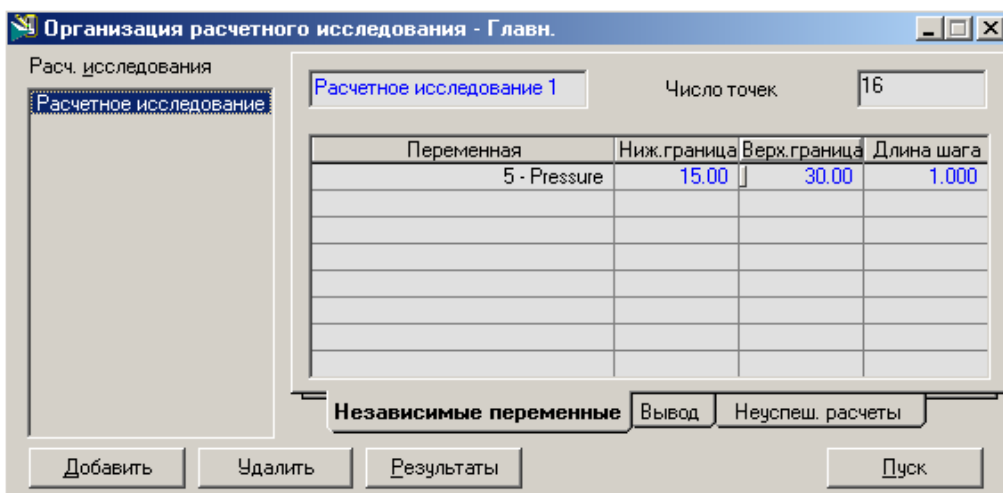 Организация расчетного исследования - Главн.
Расч. исследования
Расчетное исследование
Расчетное исследование 1
Число точек
16
Переменная Ниж.граница Верх.граница Длина шага
5 - Pressure 15.00 30.00 1.000
Независимые переменные Вывод Неуспеш. расчеты
Добавить Удалить Результаты Пуск